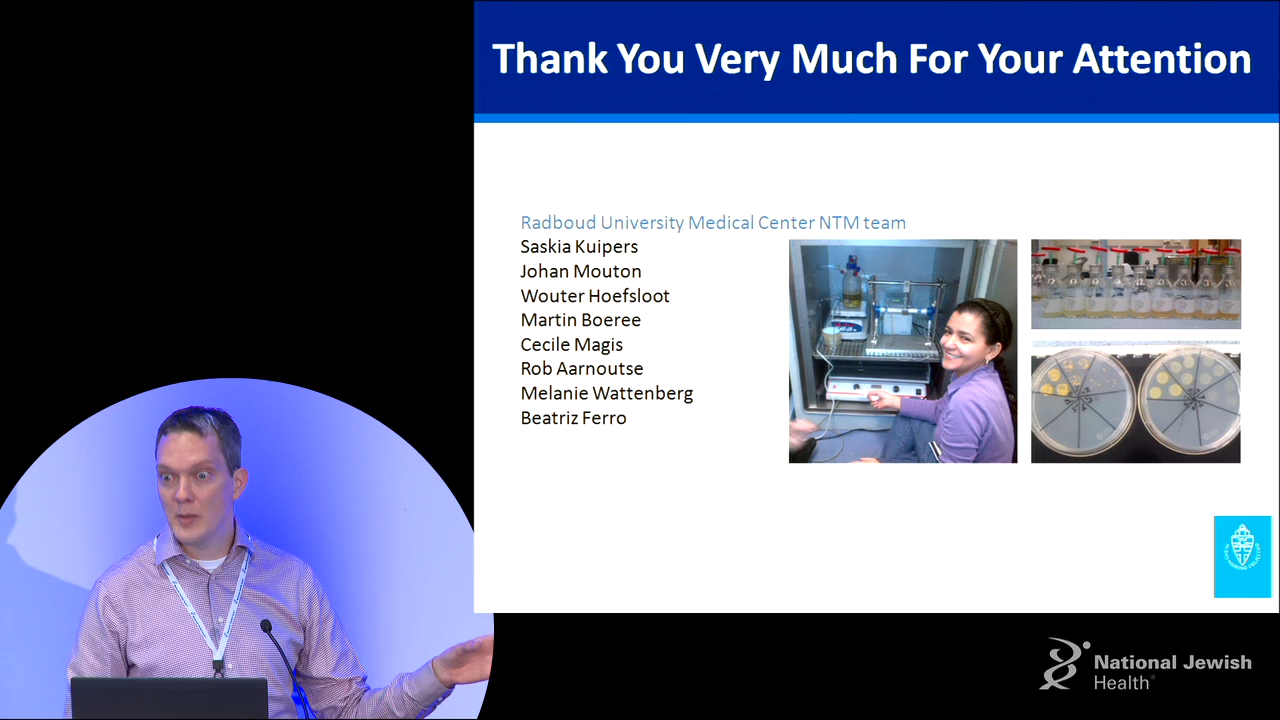 Thank You Very Much For Your Attention
Radboud University Medical Center NTM team
Saskia Kuipers
Johan Mouton
Wouter Hoefsloot
Martin Boeree
Cecile Magis
Rob Aarnoutse
Melanie Wattenberg
Beatriz Ferro
National Jewish
Health